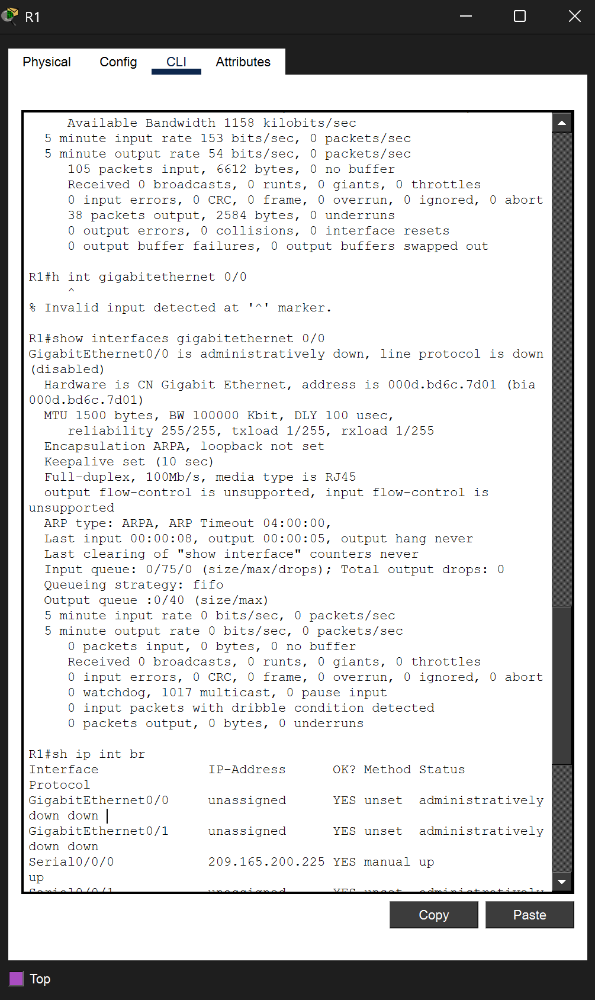 R1
Physical Config CLI Attributes
Available Bandwidth 1158 kilobits/sec
5 minute input rate 153 bits/sec, 0 packets/sec
5 minute output rate 54 bits/sec, 0 packets/sec
105 packets input, 6612 bytes, 0 no buffer
Received 0 broadcasts, 0 runts, 0 giants, 0 throttles
0 input errors, 0 CRC, 0 frame, 0 overrun, 0 ignored, 0 abort
38 packets output, 2584 bytes, 0 underruns
0 output errors, 0 collisions, 0 interface resets
0 output buffer failures, 0 output buffers swapped out
R1#h int gigabitethernet 0/0
^
% Invalid input detected at '^' marker.
R1#show interfaces gigabitethernet 0/0
GigabitEthernet0/0 is administratively down, line protocol is down
(disabled)
Hardware is CN Gigabit Ethernet, address is 000d.bd6c.7d01 (bia
000d.bd6c.7d01)
MTU 1500 bytes, BW 100000 Kbit, DLY 100 usec,
reliability 255/255, txload 1/255, rxload 1/255
Encapsulation ARPA, loopback not set
Keepalive set (10 sec)
Full-duplex, 100Mb/s, media type is RJ45
output flow-control is unsupported, input flow-control is
unsupported
ARP type: ARPA, ARP Timeout 04:00:00,
Last input 00:00:08, output 00:00:05, output hang never
Last clearing of "show interface" counters never
Input queue: 0/75/0 (size/max/drops); Total output drops: 0
Queueing strategy: fifo
Output queue :0/40 (size/max)
5 minute input rate 0 bits/sec, 0 packets/sec
5 minute output rate 0 bits/sec, 0 packets/sec
0 packets input, 0 bytes, 0 no buffer
Received 0 broadcasts, 0 runts, 0 giants, 0 throttles
0 input errors, 0 CRC, 0 frame, 0 overrun, 0 ignored, 0 abort
0 watchdog, 1017 multicast, 0 pause input
0 input packets with dribble condition detected
0 packets output, 0 bytes, 0 underruns
R1#sh ip int br
Interface IP-Address OK? Method Status
Protocol
GigabitEthernet0/0 unassigned YES unset administratively
down down
GigabitEthernet0/1 unassigned YES unset administratively
down down
Serial0/0/0 209.165.200.225 YES manual up
up
Serial0/0/1 unassigned YES unset administratively
Copy Paste
Top